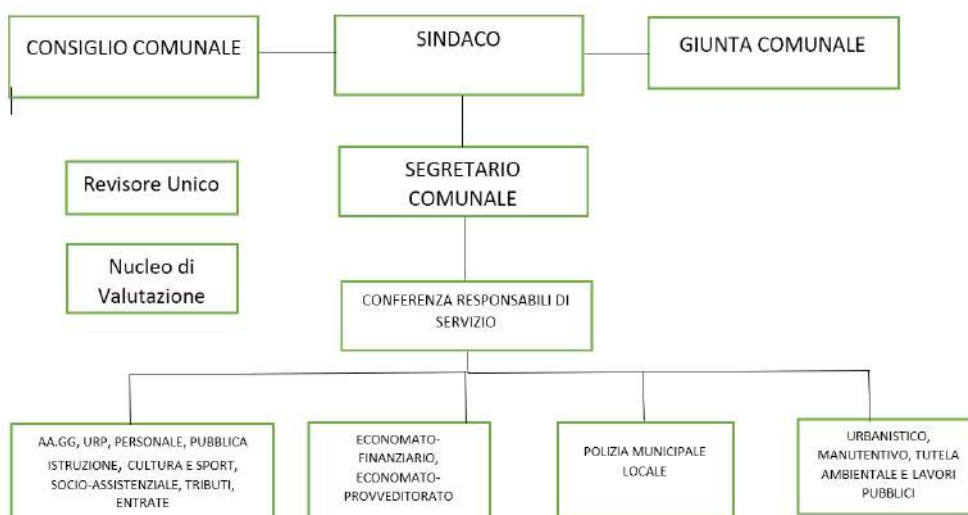 CONSIGLIO COMUNALE
SINDACO
GIUNTA COMUNALE
SEGRETARIO
COMUNALE
Revisore Unico
Nucleo di
Valutazione
CONFERENZA RESPONSABILI DI
SERVIZIO
AA.GG, URP, PERSONALE, PUBBLICA
ISTRUZIONE, CULTURA E SPORT,
SOCIO-ASSISTENZIALE, TRIBUTI,
ENTRATE
ECONOMATO-
FINANZIARIO,
ECONOMATO-
PROVVEDITORATO
POLIZIA MUNICIPALE
LOCALE
URBANISTICO,
MANUTENTIVO, TUTELA
AMBIENTALE E LAVORI
PUBBLICI